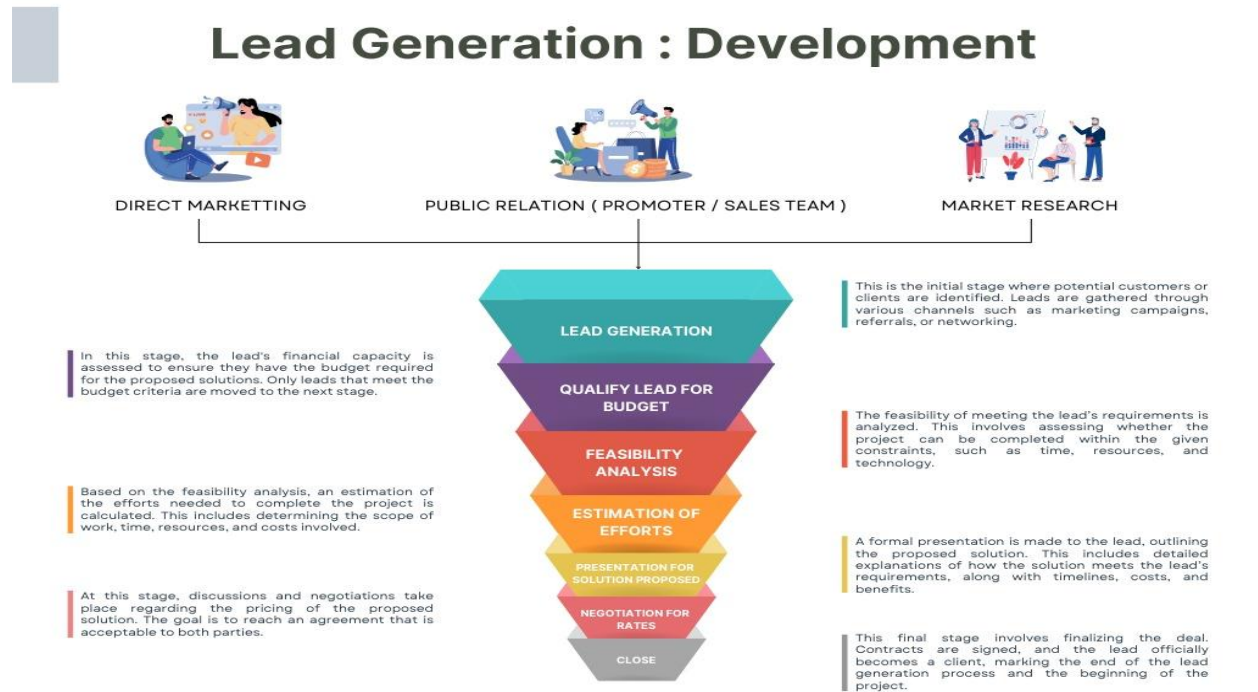 Lead Generation : Development
DIRECT MARKETTING
PUBLIC RELATION ( PROMOTER / SALES TEAM )
MARKET RESEARCH
LEAD GENERATION
This is the initial stage where potential customers or
clients are identified. Leads are gathered through
various channels such as marketing campaigns,
referrals, or networking.
In this stage, the lead's financial capacity is
assessed to ensure they have the budget required
for the proposed solutions. Only leads that meet the
budget criteria are moved to the next stage.
QUALIFY LEAD FOR
BUDGET
FEASIBILITY
ANALYSIS
The feasibility of meeting the lead's requirements is
analyzed. This involves assessing whether the
project can be completed within the given
constraints, such as time, resources, and
technology.
Based on the feasibility analysis, an estimation of
the efforts needed to complete the project is
calculated. This includes determining the scope of
work, time, resources, and costs involved.
ESTIMATION OF
EFFORTS
PRESENTATION FOR
SOLUTION PROPOSED
A formal presentation is made to the lead, outlining
the proposed solution. This includes detailed
explanations of how the solution meets the lead's
requirements, along with timelines, costs, and
benefits.
At this stage, discussions and negotiations take
place regarding the pricing of the proposed
solution. The goal is to reach an agreement that is
acceptable to both parties.
NEGOTIATION FOR
RATES
CLOSE
This final stage involves finalizing the deal.
Contracts are signed, and the lead officially
becomes a client, marking the end of the lead
generation process and the beginning of the
project.